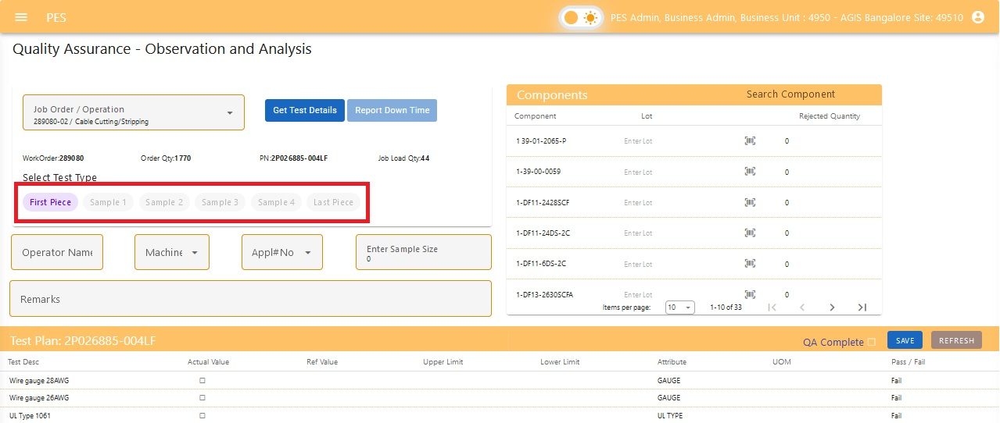 PES
PES Admin, Business Admin, Business Unit : 4950 - AGIS Bangalore Site: 49510
Quality Assurance - Observation and Analysis
Job Order / Operation
289080-02 / Cable Cutting/Stripping
Get Test Details
Report Down Time
WorkOrder:289080 Order Qty:1770 PN:2P026885-004LF Job Load Qty:44
Select Test Type
First Piece Sample 1 Sample 2 Sample 3 Sample 4 Last Piece
Operator Name
Machine
Appl#No
Enter Sample Size
0
Remarks
Components Search Component
Component Lot Rejected Quantity
139-01-2065-P Enter Lot 0
1-39-00-0059 Enter Lot 0
1-DF11-2428SCF Enter Lot 0
1-DF11-24DS-2C Enter Lot 0
1-DF11-6DS-2C Enter Lot 0
1-DF13-2630SCFA Enter Lot 0
Items per page: 10 1-10 of 33
Test Plan: 2P026885-004LF QA Complete SAVE REFRESH
Test Desc Actual Value Ref Value Upper Limit Lower Limit Attribute UOM Pass / Fail
Wire gauge 28AWG GAUGE Fail
Wire gauge 26AWG GAUGE Fail
UL Type 1061 UL TYPE Fail